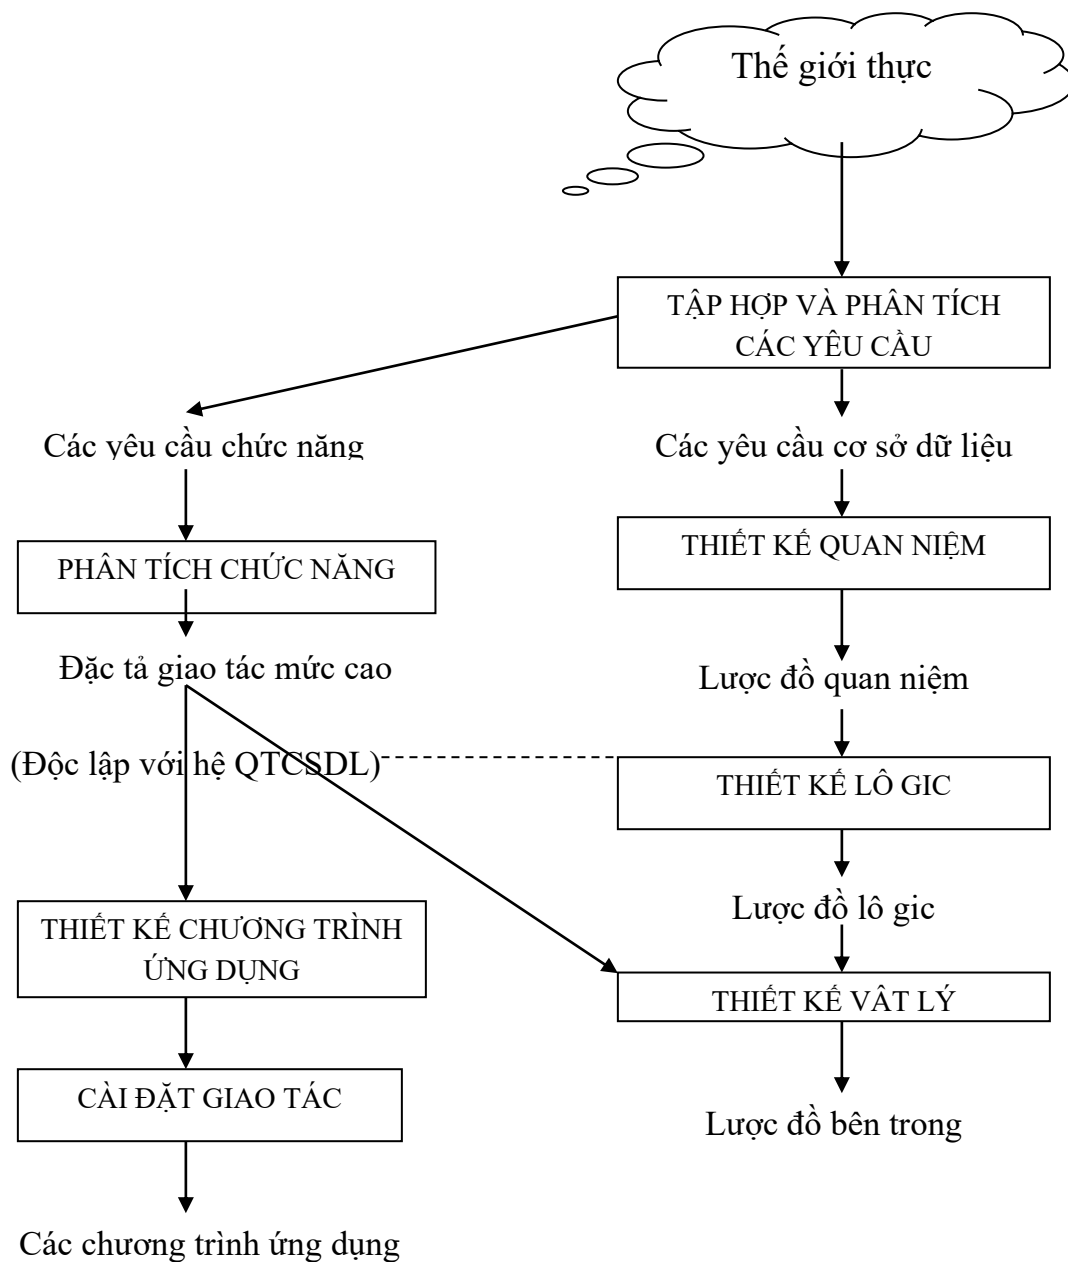 Thế giới thực
TẬP HỢP VÀ PHÂN TÍCH
CÁC YÊU CẦU
Các yêu cầu chức năng
Các yêu cầu cơ sở dữ liệu
THIẾT KẾ QUAN NIỆM
PHÂN TÍCH CHỨC NĂNG
Đặc tả giao tác mức cao
Lược đồ quan niệm
(Độc lập với hệ QTCSDL)
THIẾT KẾ LÔ GIC
Lược đồ lô gic
THIẾT KẾ CHƯƠNG TRÌNH
ỨNG DỤNG
THIẾT KẾ VÂT LÝ
CÀI ĐẶT GIAO TÁC
Lược đồ bên trong
Các chương trình ứng dụng